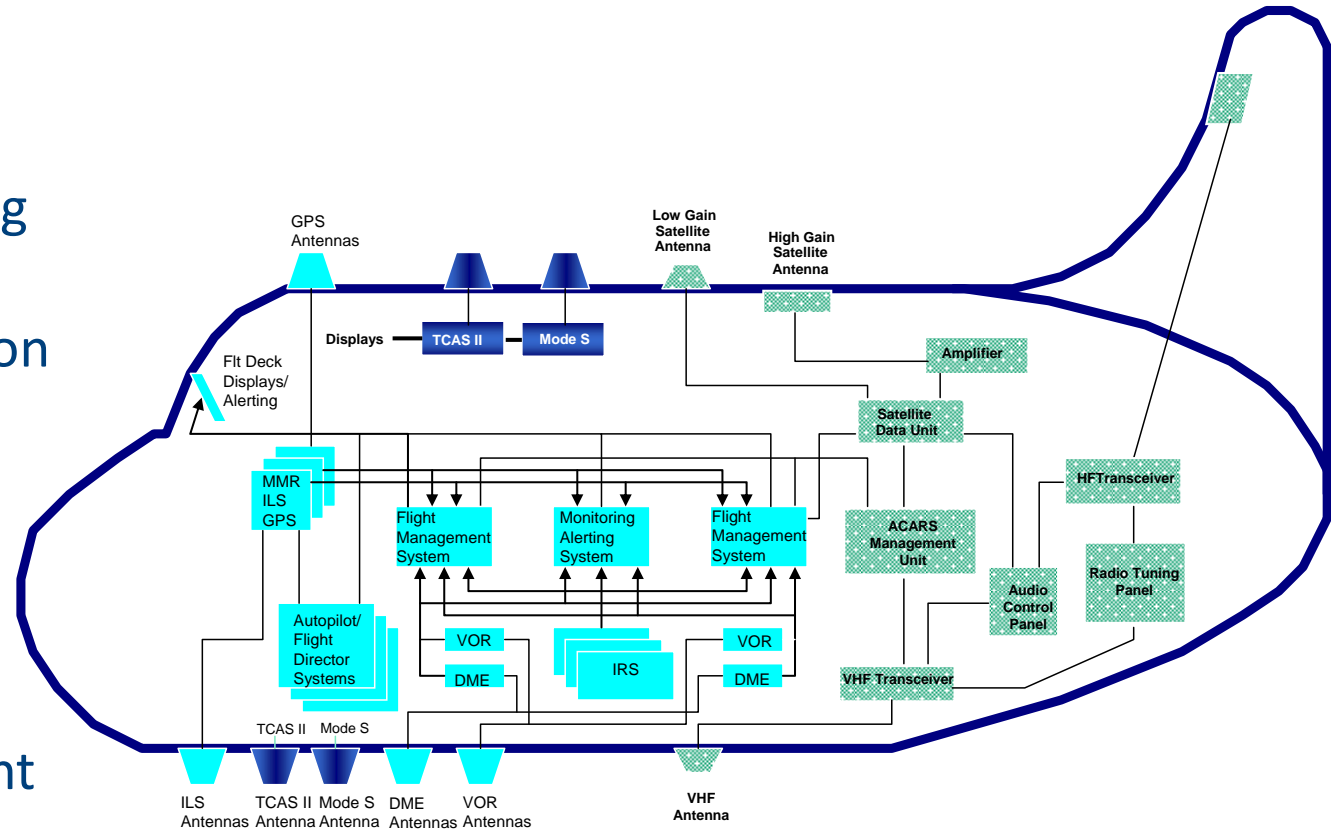 g
on
nt
GPS
Antennas
Low Gain
Satellite
Antenna
High Gain
Satellite
Antenna
Displays
TCAS II
Mode S
Amplifier
Flt Deck
Displays/
Alerting
Satellite
Data Unit
MMR
ILS
GPS
HFTransceiver
Flight
Management
System
Monitoring
Alerting
System
Flight
Management
System
ACARS
Management
Unit
Audio
Control
Panel
Radio Tuning
Panel
Autopilot/
Flight
Director
Systems
VOR
DME
IRS
VOR
DME
VHF Transceiver
TCAS II
Mode S
ILS
Antennas
TCAS II
Antenna
Mode S
Antenna
DME
Antennas
VOR
Antennas
VHF
Antenna